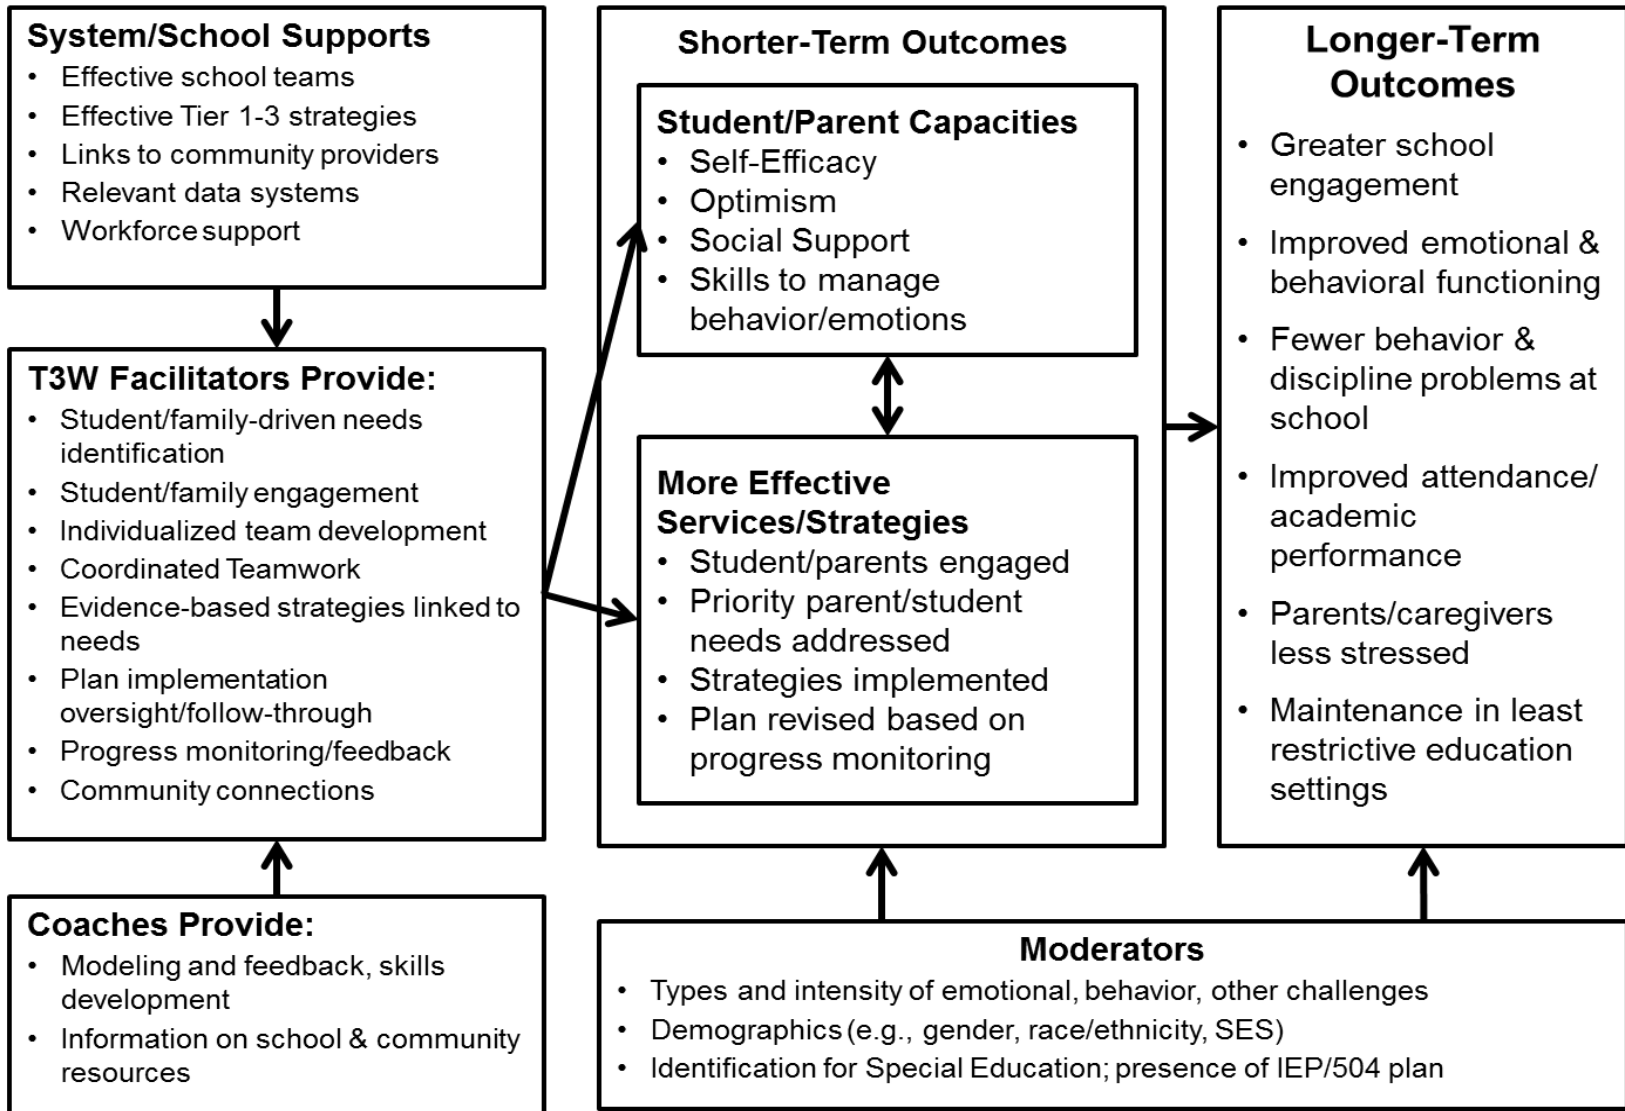 System/School Supports
• Effective school teams
• Effective Tier 1-3 strategies
• Links to community providers
• Relevant data systems
• Workforce support
T3W Facilitators Provide:
• Student/family-driven needs
identification
• Student/family engagement
• Individualized team development
• Coordinated Teamwork
• Evidence-based strategies linked to
needs
• Plan implementation
oversight/follow-through
• Progress monitoring/feedback
• Community connections
Coaches Provide:
• Modeling and feedback, skills
development
• Information on school & community
resources
Shorter-Term Outcomes
Student/Parent Capacities
• Self-Efficacy
• Optimism
• Social Support
• Skills to manage
behavior/emotions
More Effective
Services/Strategies
• Student/parents engaged
• Priority parent/student
needs addressed
• Strategies implemented
• Plan revised based on
progress monitoring
Longer-Term
Outcomes
• Greater school
engagement
• Improved emotional &
behavioral functioning
• Fewer behavior &
discipline problems at
school
• Improved attendance/
academic
performance
• Parents/caregivers
less stressed
• Maintenance in least
restrictive education
settings
Moderators
• Types and intensity of emotional, behavior, other challenges
• Demographics (e.g., gender, race/ethnicity, SES)
• Identification for Special Education; presence of IEP/504 plan